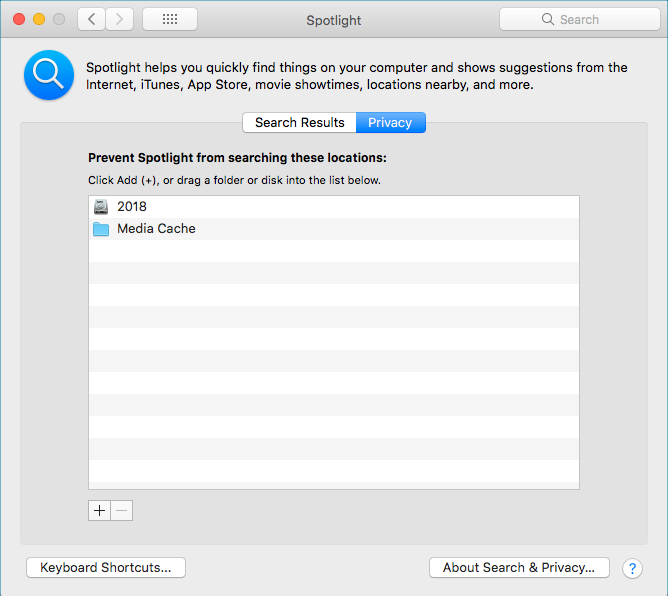 Spotlight
Search
Spotlight helps you quickly find things on your computer and shows suggestions from the
Internet, iTunes, App Store, movie showtimes, locations nearby, and more.
Search Results
Privacy
Prevent Spotlight from searching these locations:
Click Add (+), or drag a folder or disk into the list below.
2018
Media Cache
+
−
Keyboard Shortcuts...
About Search & Privacy...
?